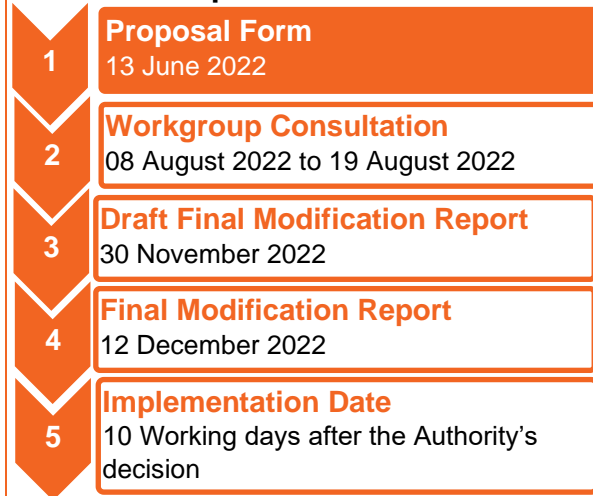 1
Proposal Form
13 June 2022
2
Workgroup Consultation
08 August 2022 to 19 August 2022
3
Draft Final Modification Report
30 November 2022
4
Final Modification Report
12 December 2022
5
Implementation Date
10 Working days after the Authority’s
decision